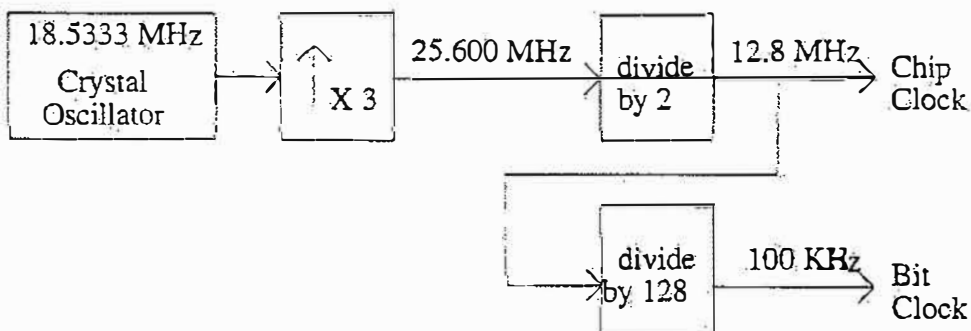 18.5333 MHz
Crystal
Oscillator
X 3
25.600 MHz
divide
by 2
12.8 MHz
Chip
Clock
divide
by 128
100 KHz
Bit
Clock